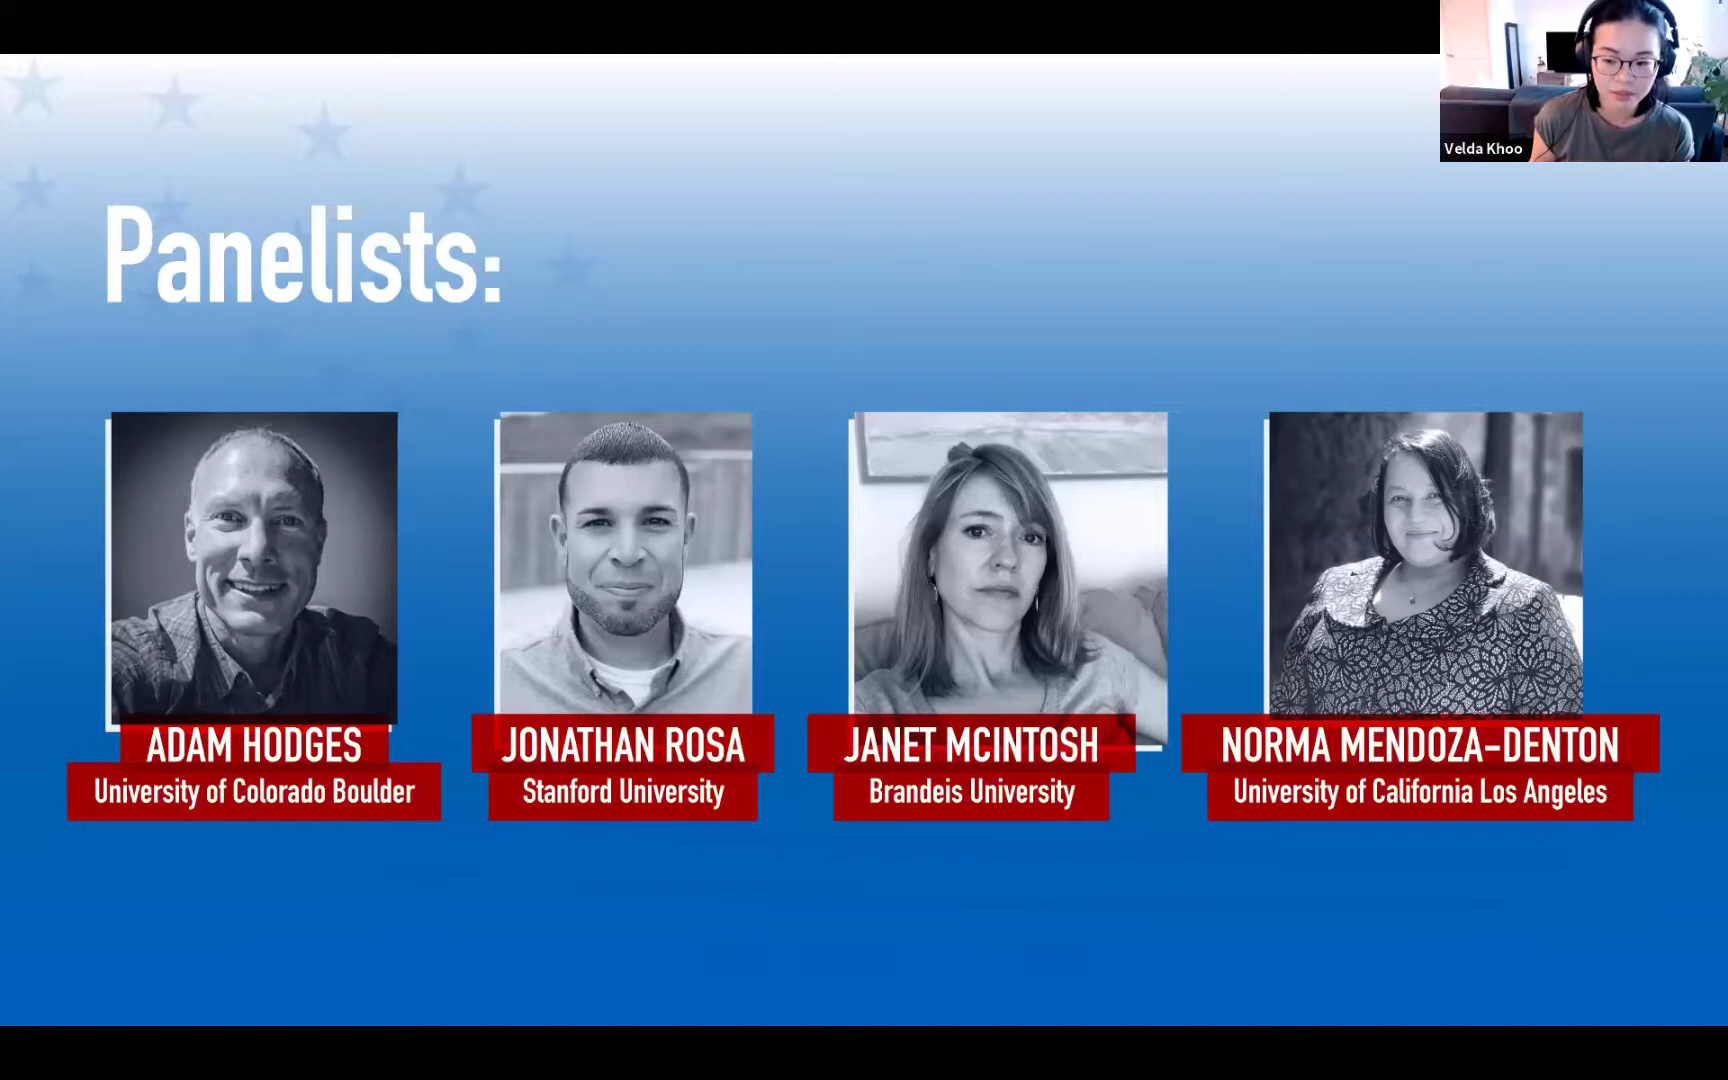 Velda Khoo
Panelists:
ADAM HODGES
University of Colorado Boulder
JONATHAN ROSA
Stanford University
JANET MCINTOSH
Brandeis University
NORMA MENDOZA-DENTON
University of California Los Angeles